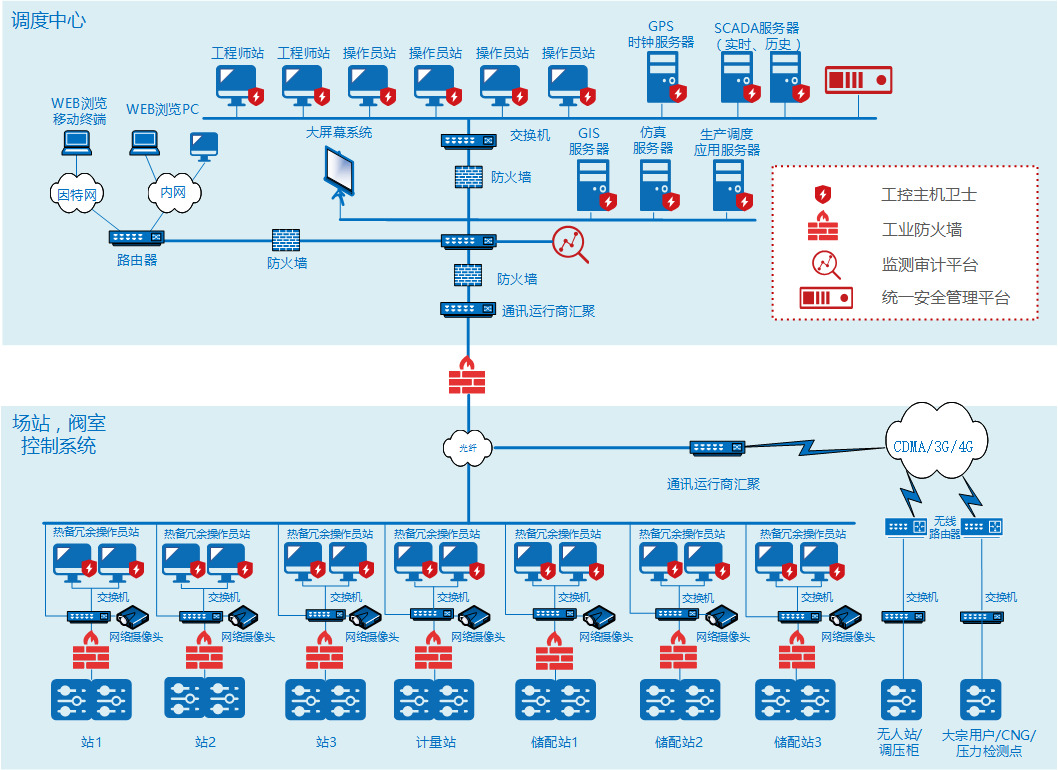 调度中心
工程师站
工程师站
操作员站
操作员站
操作员站
操作员站
GPS
时钟服务器
SCADA服务器
（实时、历史）
WEB浏览
移动终端
WEB浏览PC
大屏幕系统
交换机
GIS
服务器
仿真
服务器
生产调度
应用服务器
防火墙
因特网
内网
路由器
防火墙
防火墙
通讯运行商汇聚
工控主机卫士
工业防火墙
监测审计平台
统一安全管理平台
场站，阀室
控制系统
光纤
通讯运行商汇聚
CDMA/3G/4G
无线
路由器
热备冗余操作员站
热备冗余操作员站
热备冗余操作员站
热备冗余操作员站
热备冗余操作员站
热备冗余操作员站
热备冗余操作员站
交换机
交换机
交换机
交换机
交换机
交换机
交换机
交换机
交换机
网络摄像头
网络摄像头
网络摄像头
网络摄像头
网络摄像头
网络摄像头
网络摄像头
站1
站2
站3
计量站
储配站1
储配站2
储配站3
无人站/
调压柜
大宗用户/CNG/
压力检测点